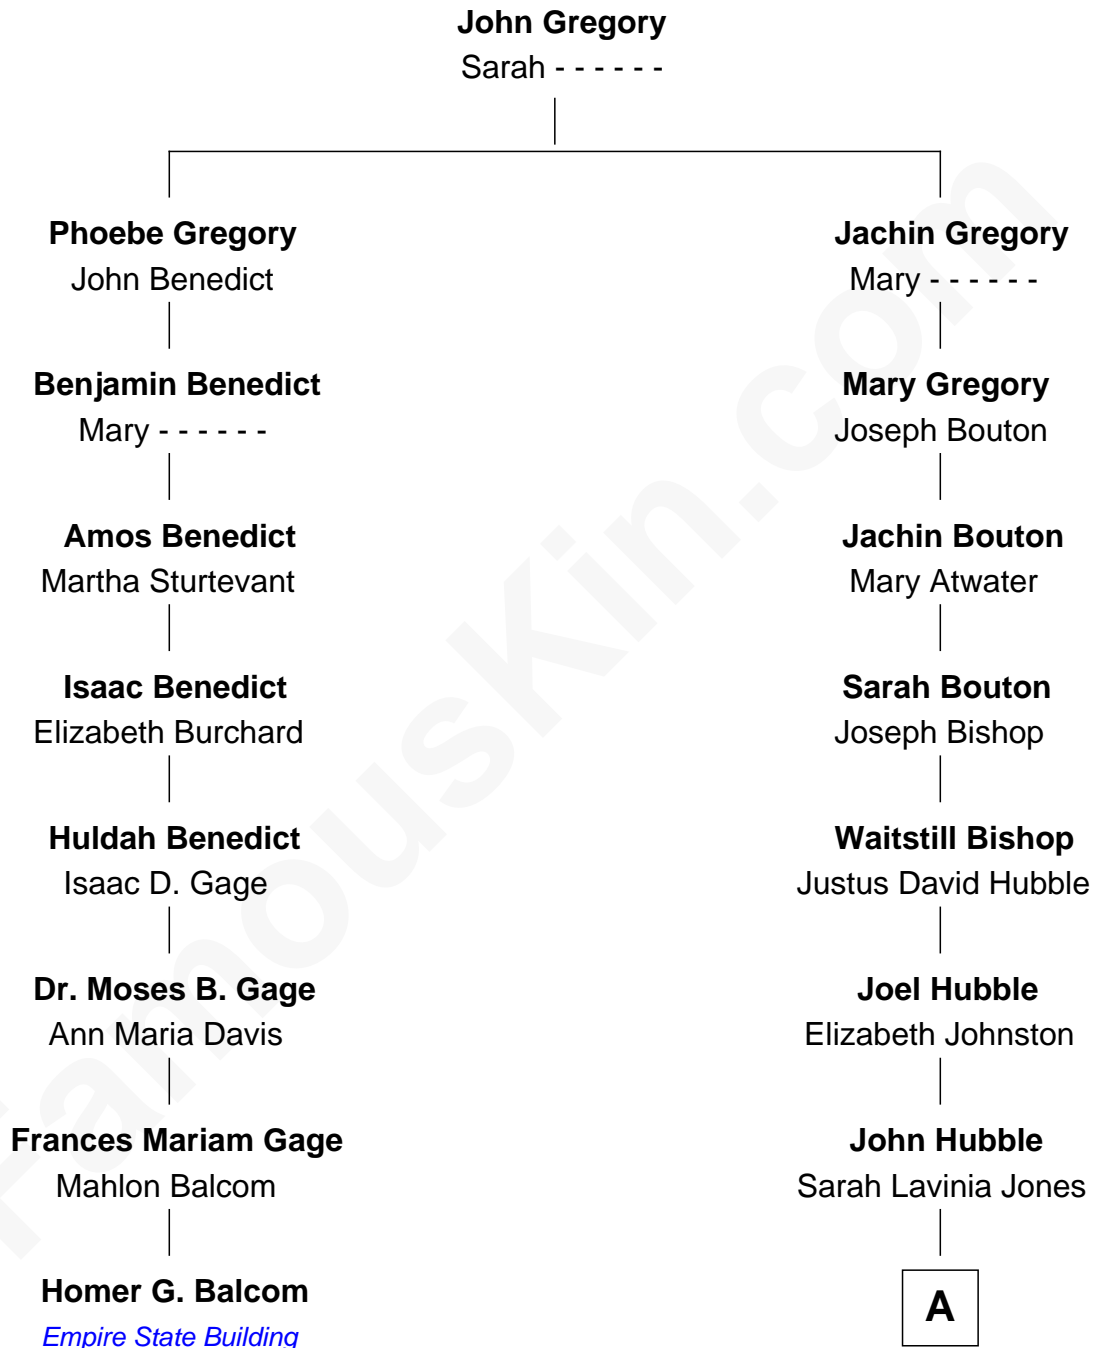 John Gregory
Sarah - - - - - -
Phoebe Gregory
John Benedict
Jachin Gregory
Mary - - - - - -
Benjamin Benedict
Mary - - - - - -
Mary Gregory
Joseph Bouton
Amos Benedict
Martha Sturtevant
Jachin Bouton
Mary Atwater
Isaac Benedict
Elizabeth Burchard
Sarah Bouton
Joseph Bishop
Huldah Benedict
Isaac D. Gage
Waitstill Bishop
Justus David Hubble
Dr. Moses B. Gage
Ann Maria Davis
Joel Hubble
Elizabeth Johnston
Frances Mariam Gage
Mahlon Balcom
John Hubble
Sarah Lavinia Jones
Homer G. Balcom
Empire State Building
A
FamousKin.com